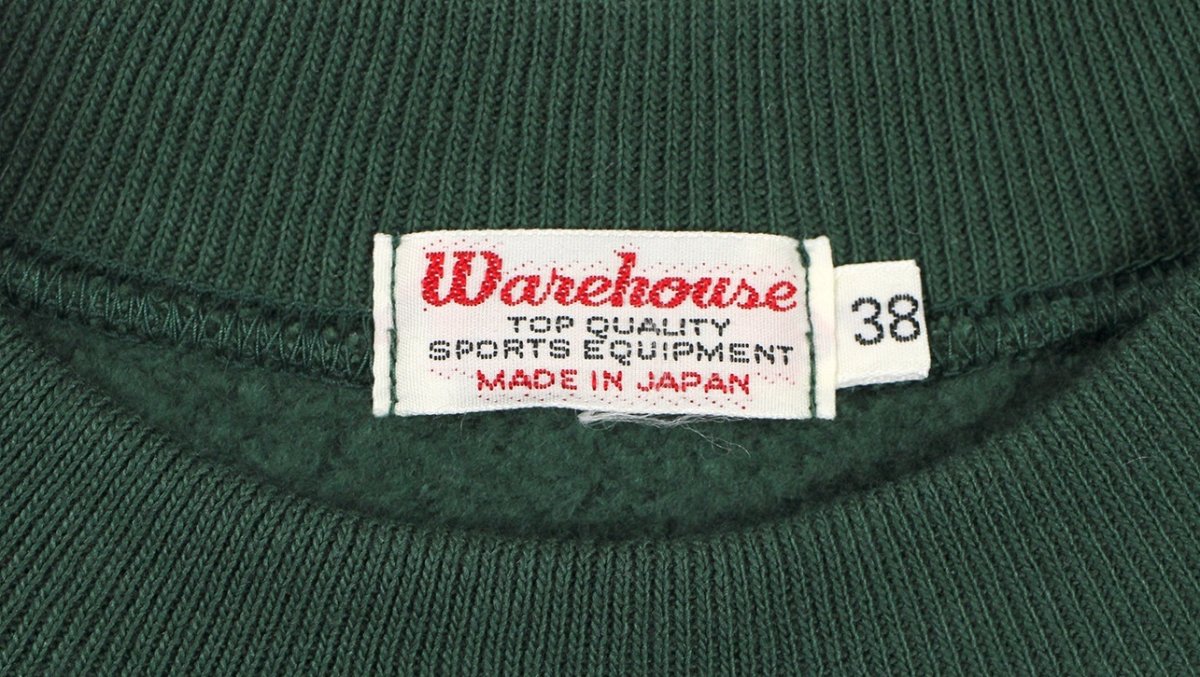 Warehouse
TOP QUALITY
SPORTS EQUIPMENT
MADE IN JAPAN
38